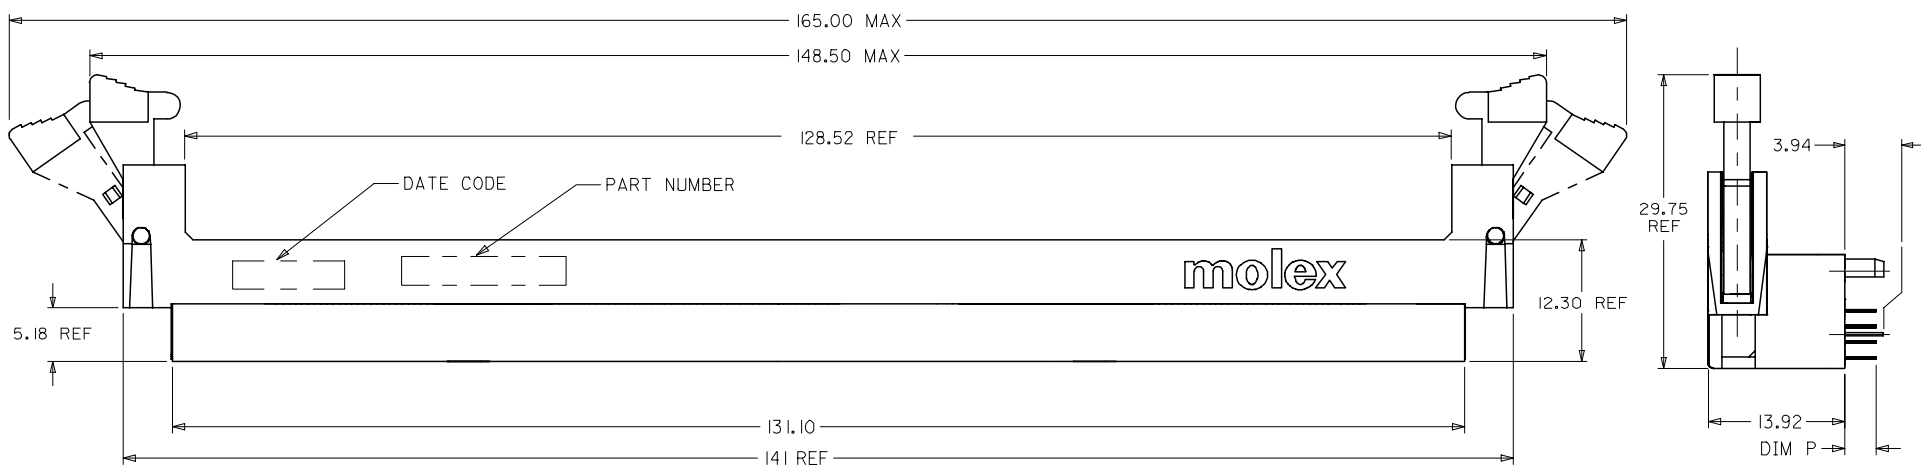 165.00 MAX
148.50 MAX
128.52 REF
3.94
DATE CODE
PART NUMBER
29.75
REF
molex
12.30 REF
5.18 REF
131.10
13.92
141 REF
DIM P